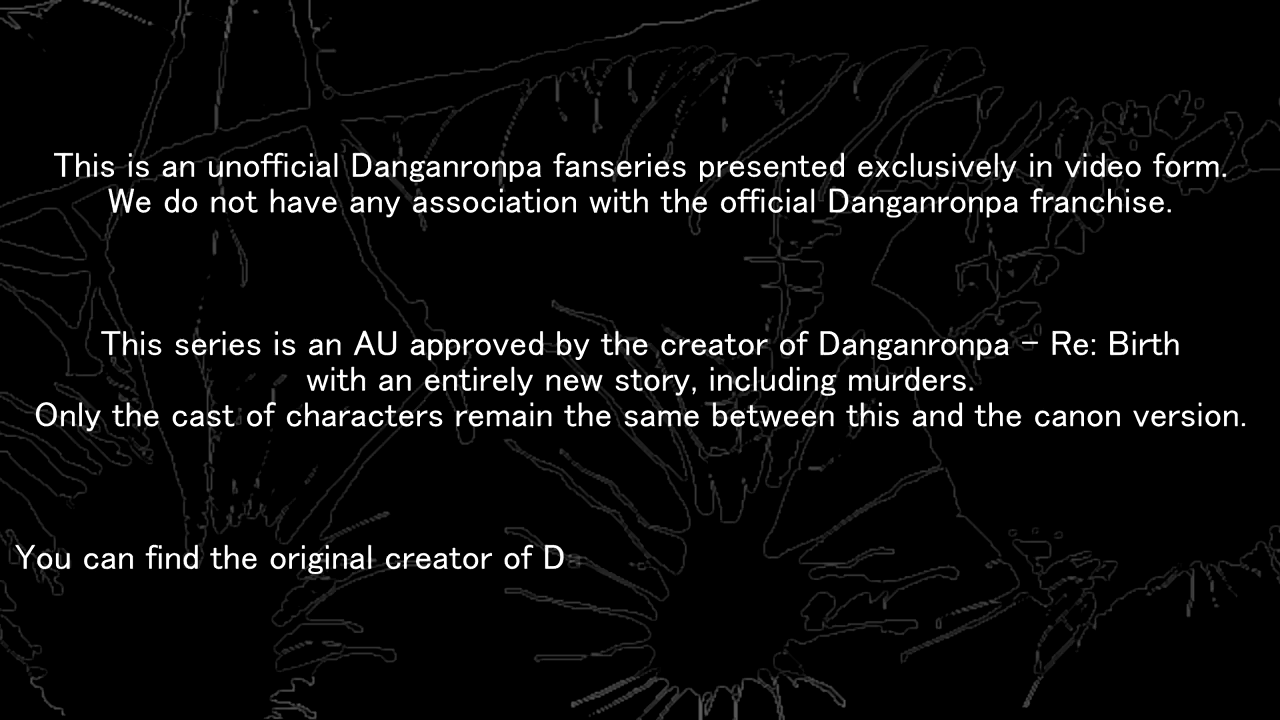 This is an unofficial Danganronpa fanseries presented exclusively in video form.
We do not have any association with the official Danganronpa franchise.
This series is an AU approved by the creator of Danganronpa - Re: Birth
with an entirely new story, including murders.
Only the cast of characters remain the same between this and the canon version.
You can find the original creator of Da